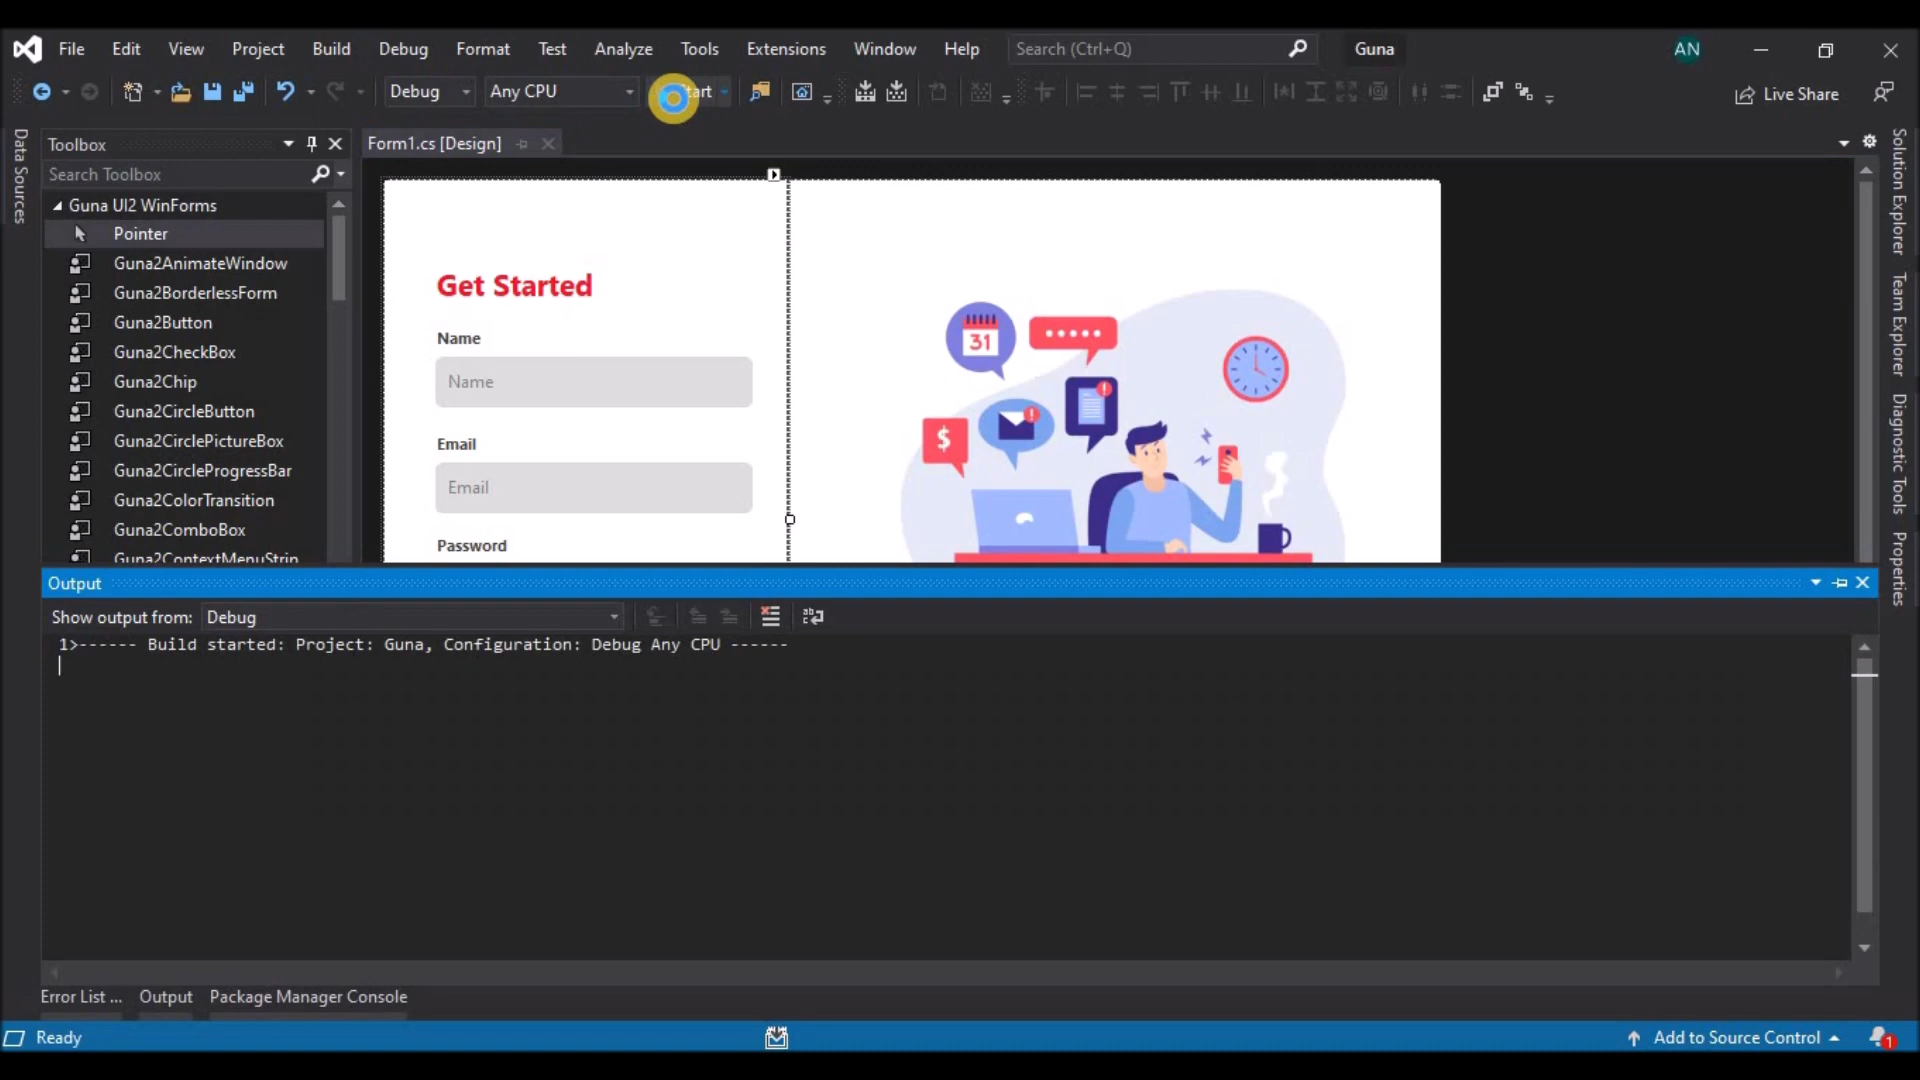 File Edit View Project Build Debug Format Test Analyze Tools Extensions Window Help Search (Ctrl+Q) Guna AN
Debug Any CPU Live Share
Data Sources
Toolbox
Search Toolbox
Guna UI2 WinForms
Pointer
Guna2AnimateWindow
Guna2BorderlessForm
Guna2Button
Guna2CheckBox
Guna2Chip
Guna2CircleButton
Guna2CirclePictureBox
Guna2CircleProgressBar
Guna2ColorTransition
Guna2ComboBox
Guna2ContextMenuStrip
Form1.cs [Design]
Get Started
Name
Name
Email
Email
Password
31
$
Solution Explorer
Team Explorer
Diagnostic Tools
Properties
Output
Show output from: Debug
1>------ Build started: Project: Guna, Configuration: Debug Any CPU ------
Error List ... Output Package Manager Console
Ready Add to Source Control 1